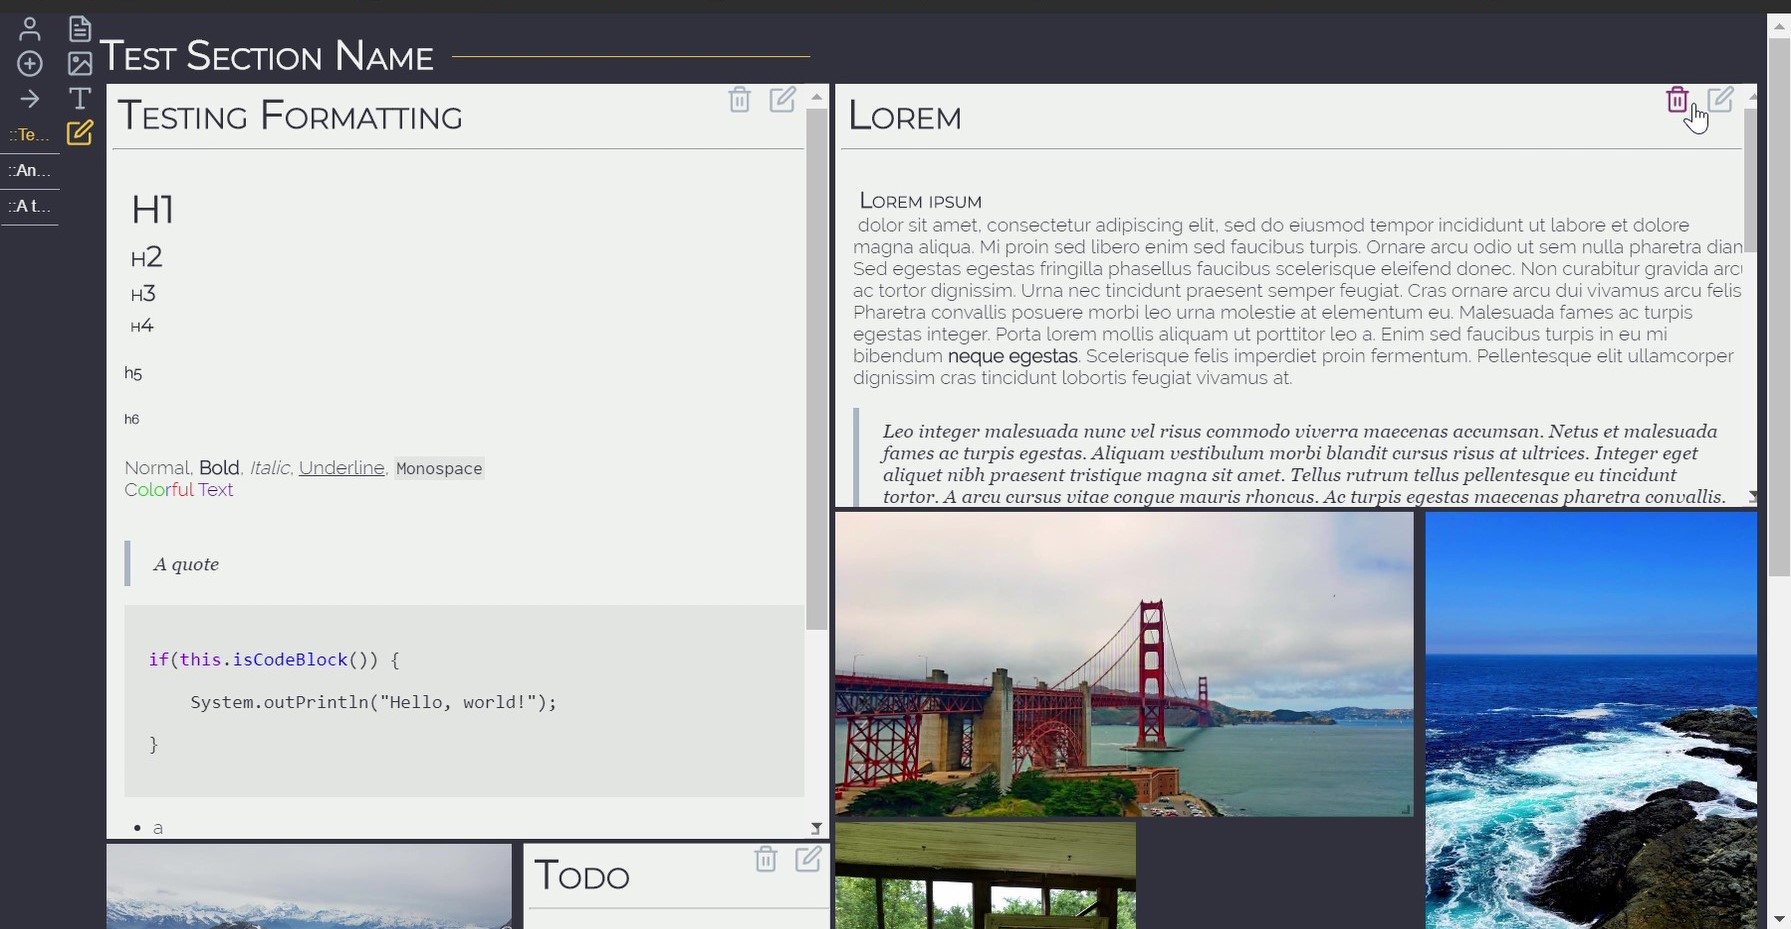 Test Section Name
::Te...
::An...
::A t...
Testing Formatting
H1
H2
H3
H4
h5
h6
Normal, Bold, Italic, Underline, Monospace
Colorful Text
A quote
if(this.isCodeBlock()) {
System.outPrintln("Hello, world!");
}
a
Todo
Lorem
Lorem ipsum
dolor sit amet, consectetur adipiscing elit, sed do eiusmod tempor incididunt ut labore et dolore
magna aliqua. Mi proin sed libero enim sed faucibus turpis. Ornare arcu odio ut sem nulla pharetra diam
Sed egestas egestas fringilla phasellus faucibus scelerisque eleifend donec. Non curabitur gravida arcu
ac tortor dignissim. Urna nec tincidunt praesent semper feugiat. Cras ornare arcu dui vivamus arcu felis
Pharetra convallis posuere morbi leo urna molestie at elementum eu. Malesuada fames ac turpis
egestas integer. Porta lorem mollis aliquam ut porttitor leo a. Enim sed faucibus turpis in eu mi
bibendum neque egestas. Scelerisque felis imperdiet proin fermentum. Pellentesque elit ullamcorper
dignissim cras tincidunt lobortis feugiat vivamus at.
Leo integer malesuada nunc vel risus commodo viverra maecenas accumsan. Netus et malesuada
fames ac turpis egestas. Aliquam vestibulum morbi blandit cursus risus at ultrices. Integer eget
aliquet nibh praesent tristique magna sit amet. Tellus rutrum tellus pellentesque eu tincidunt
tortor. A arcu cursus vitae congue mauris rhoncus. Ac turpis egestas maecenas pharetra convallis.